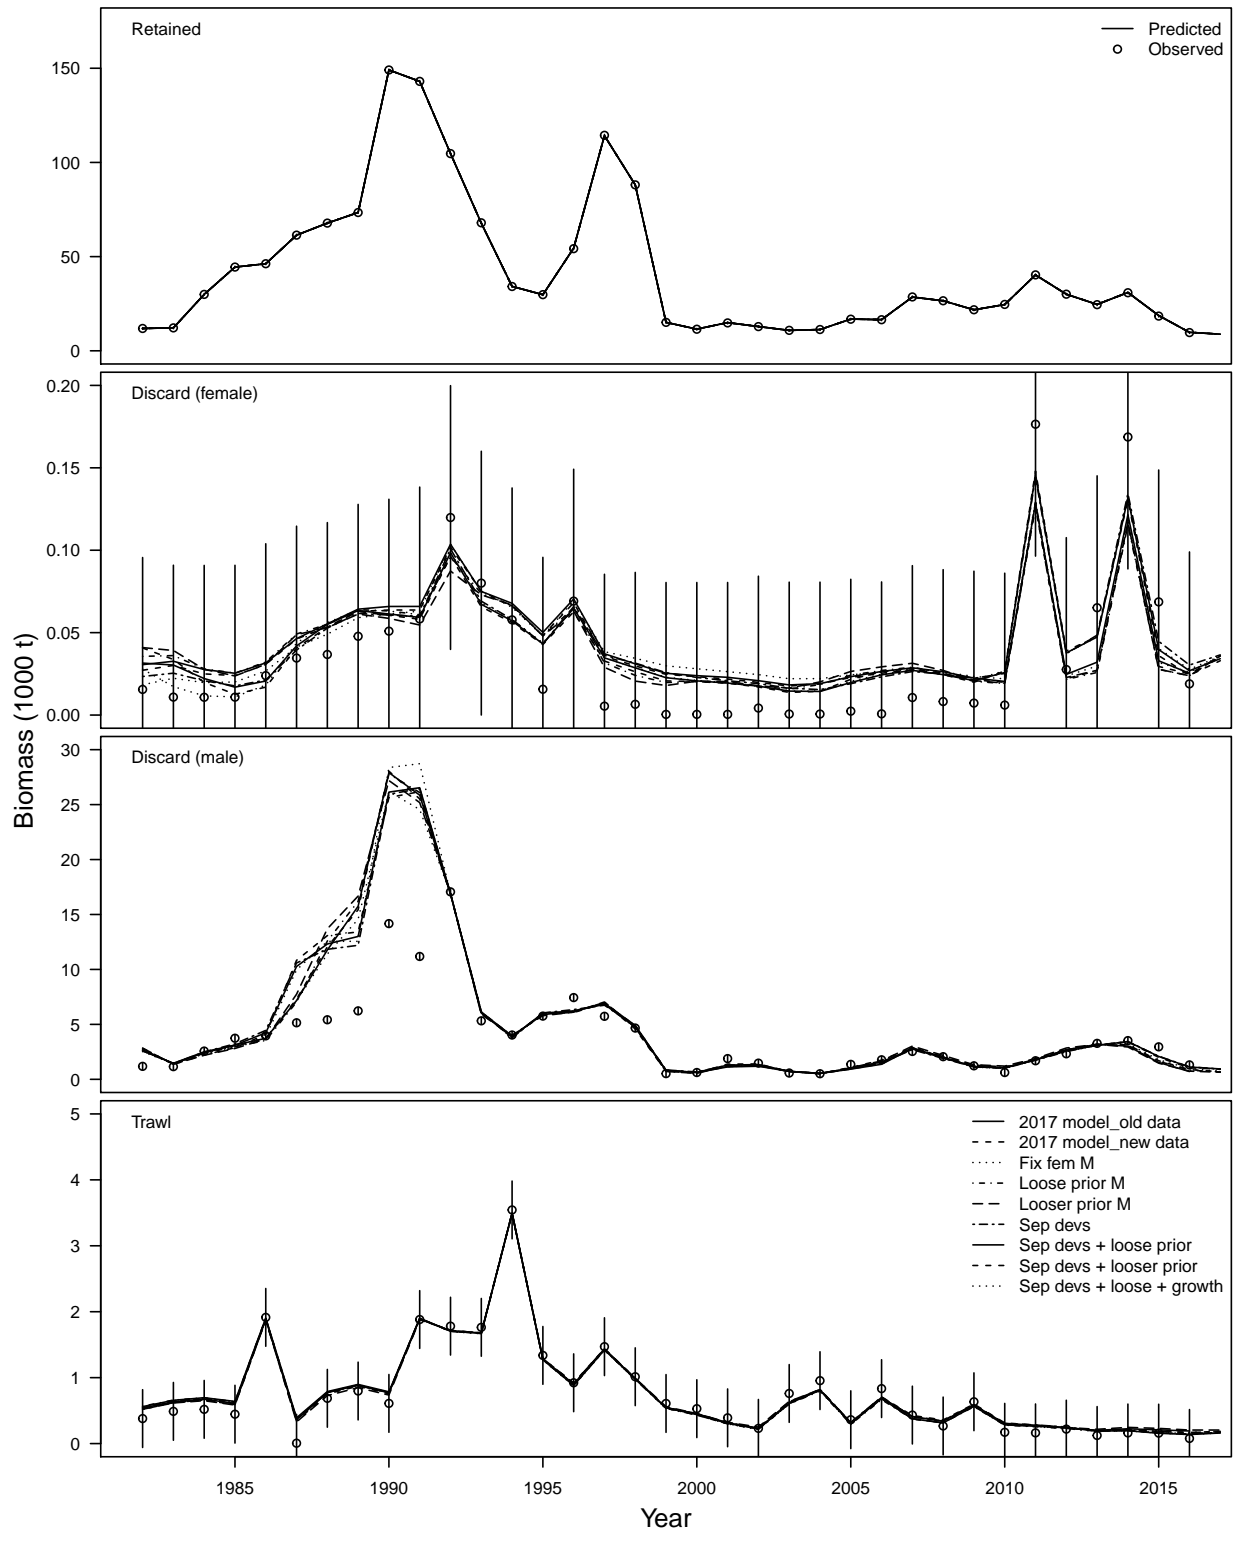 Retained
Predicted
Observed
150
100
50
0
Discard (female)
0.20
0.15
0.10
0.05
0.00
Biomass (1000 t)
Discard (male)
30
25
20
15
10
5
0
Trawl
5
4
3
2
1
0
2017 model_old data
2017 model_new data
Fix fem M
Loose prior M
Looser prior M
Sep devs
Sep devs + loose prior
Sep devs + looser prior
Sep devs + loose + growth
1985 1990 1995 2000 2005 2010 2015
Year